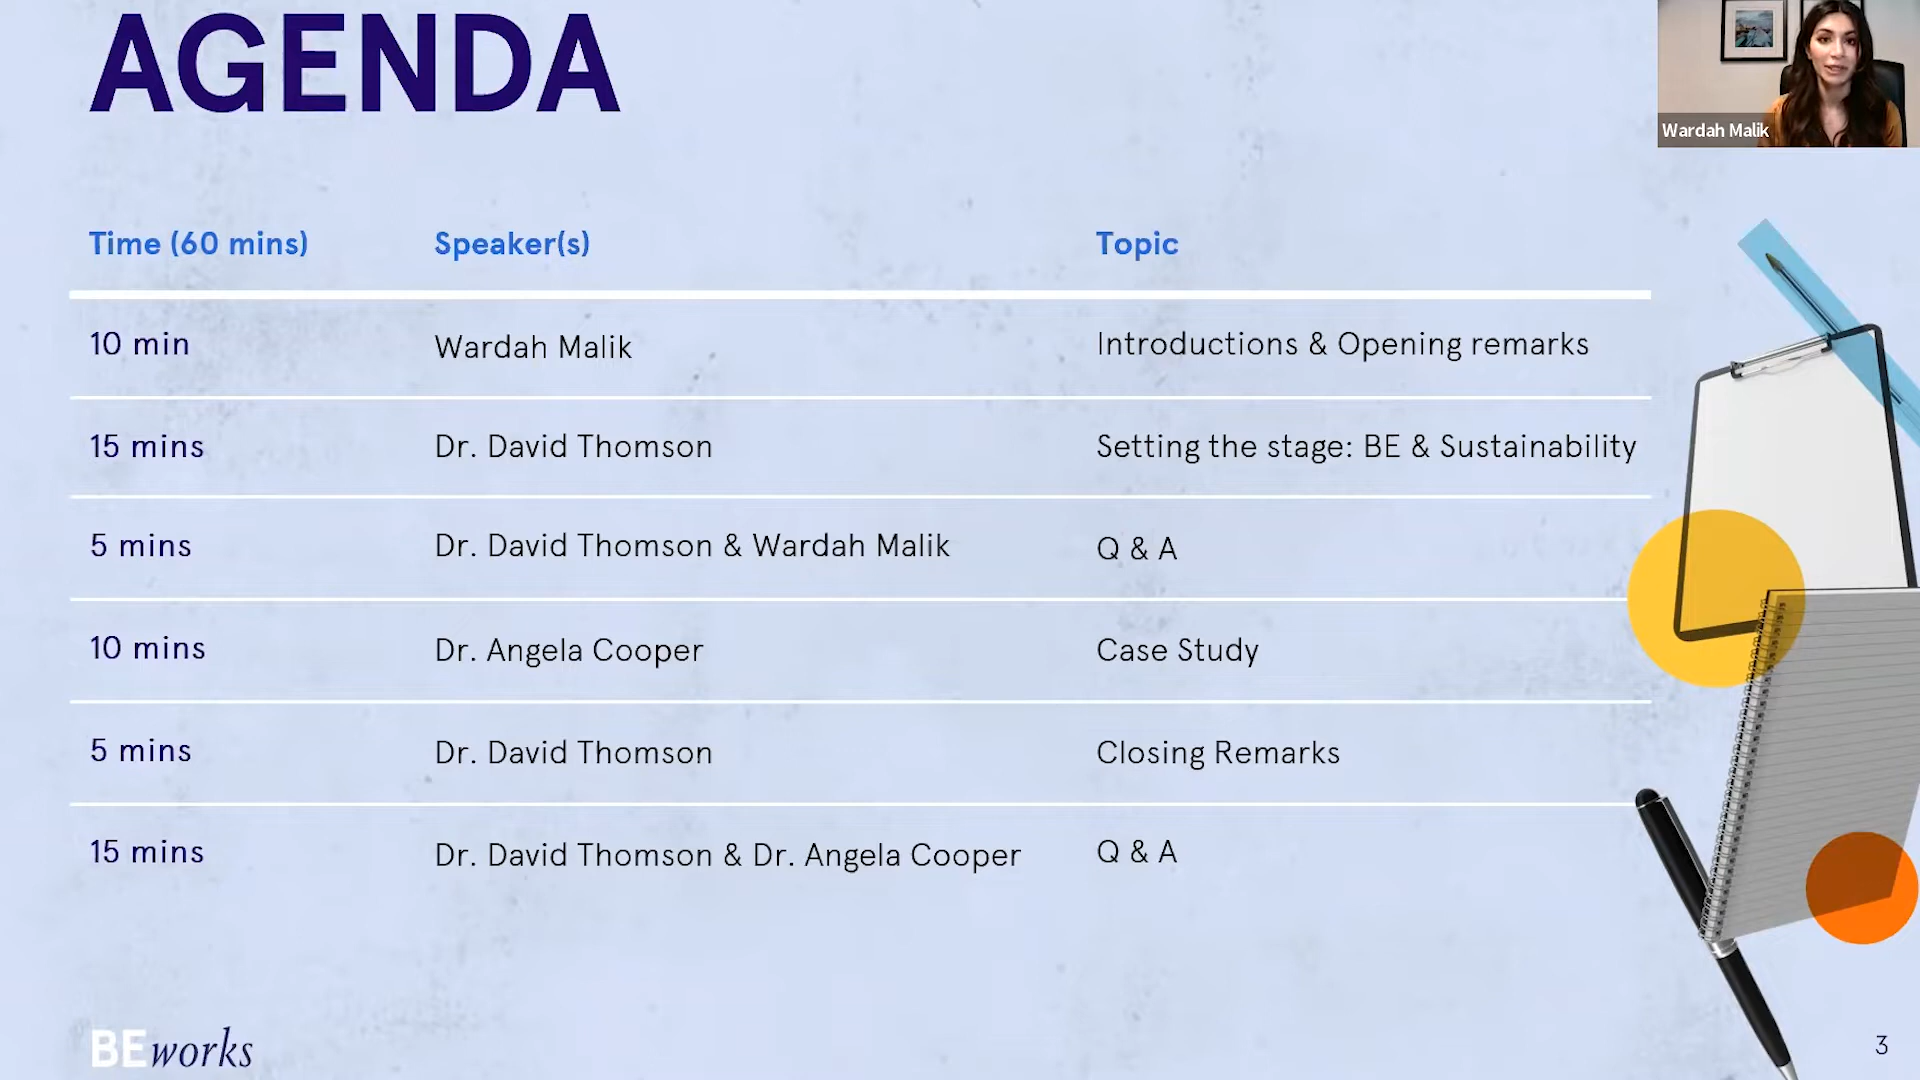 AGENDA
Wardah Malik
Time (60 mins) Speaker(s) Topic
10 min Wardah Malik Introductions & Opening remarks
15 mins Dr. David Thomson Setting the stage: BE & Sustainability
5 mins Dr. David Thomson & Wardah Malik Q & A
10 mins Dr. Angela Cooper Case Study
5 mins Dr. David Thomson Closing Remarks
15 mins Dr. David Thomson & Dr. Angela Cooper Q & A
BEworks
3